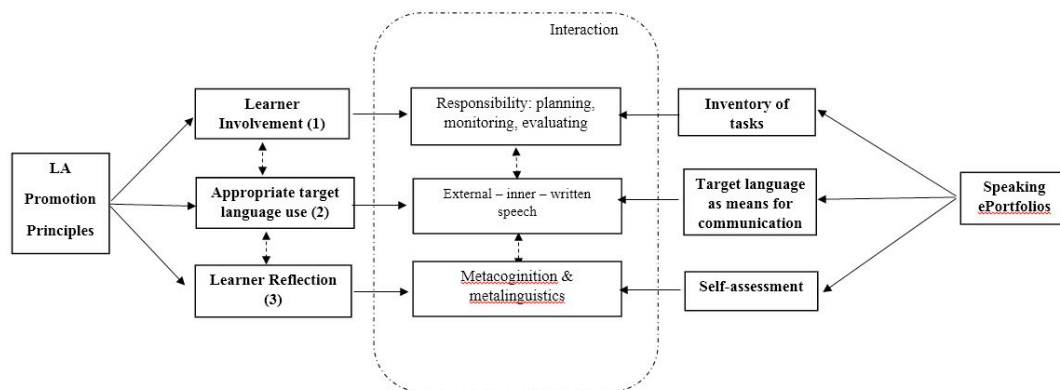 Interaction
LA
Promotion
Principles
Learner
Involvement (1)
Appropriate target
language use (2)
Learner Reflection
(3)
Responsibility: planning,
monitoring, evaluating
External – inner – written
speech
Metacoginition &
metalinguistics
Inventory of
tasks
Target language
as means for
communication
Self-assessment
Speaking
ePortfolios